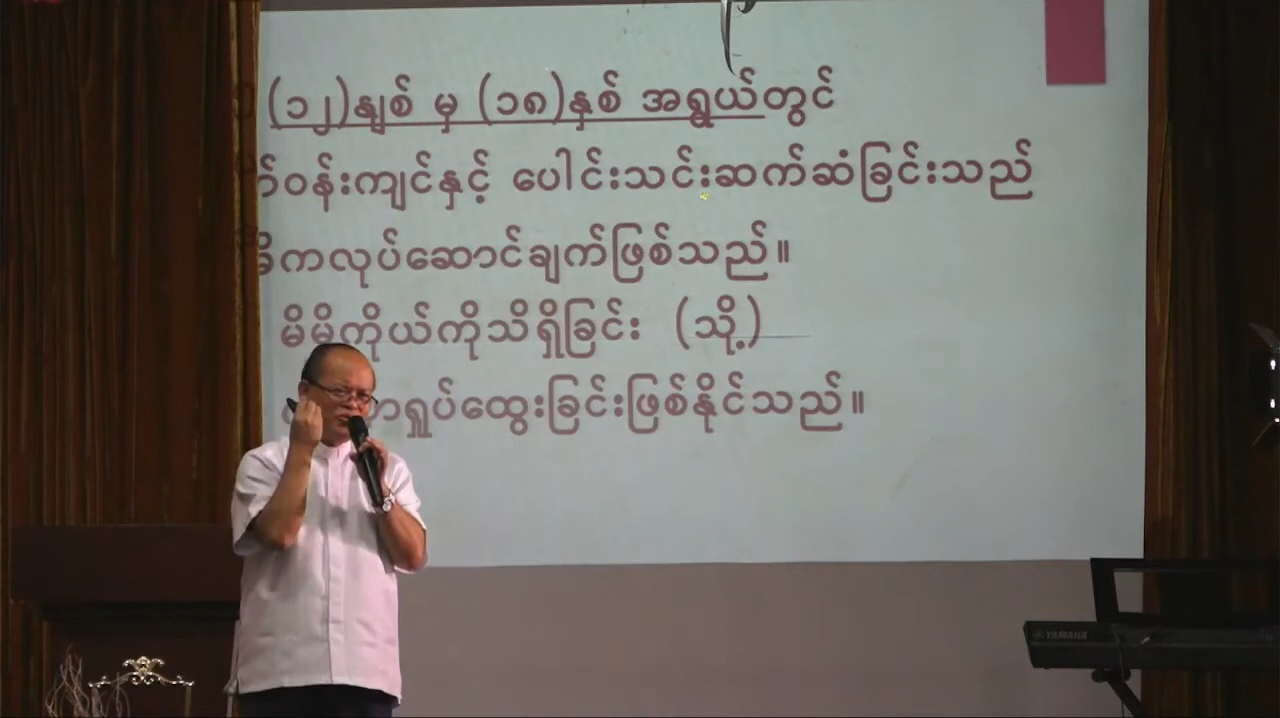 (၁၂)နှစ် မှ (၁၈)နှစ် အရွယ်တွင်
ဝန်းကျင်နှင့် ပေါင်းသင်းဆက်ဆံခြင်းသည်
ကလုပ်ဆောင်ချက်ဖြစ်သည်။
မိမိကိုယ်ကိုသိရှိခြင်း (သို့)
ရှုပ်ထွေးခြင်းဖြစ်နိုင်သည်။
YAMAHA